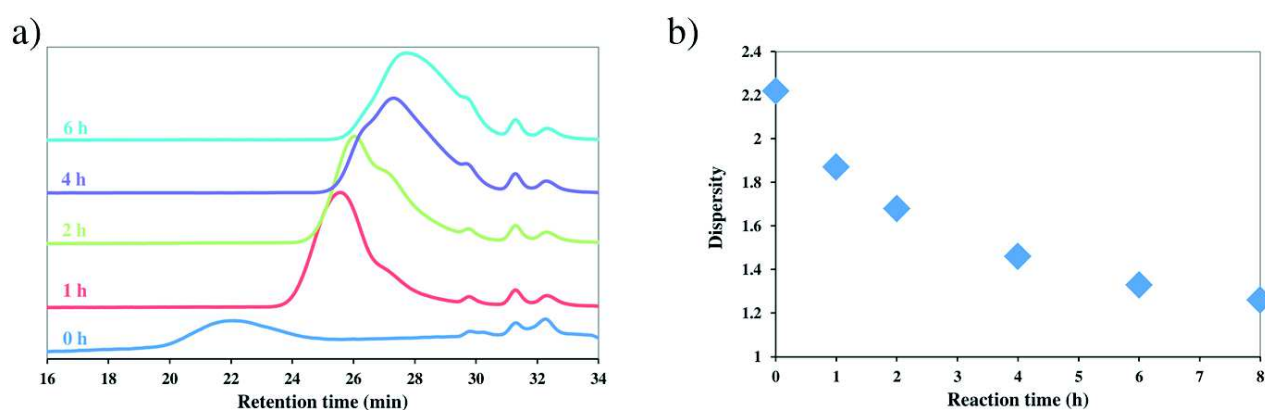 a)
6 h
4 h
2 h
1 h
0 h
16 18 20 22 24 26 28 30 32 34
Retention time (min)
b)
Dispersity
2.4
2.2
2
1.8
1.6
1.4
1.2
1
0 1 2 3 4 5 6 7 8
Reaction time (h)